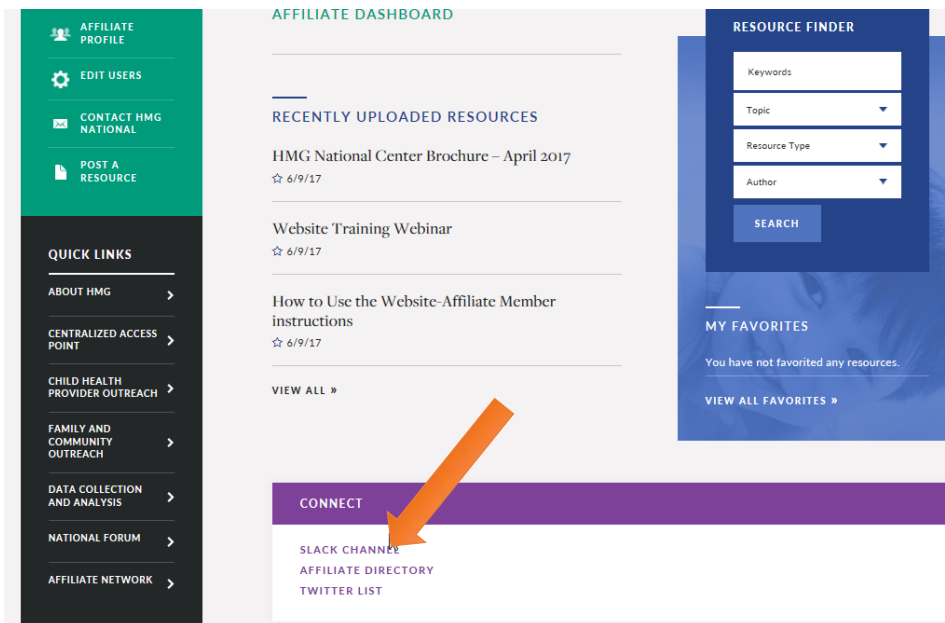 AFFILIATE
PROFILE
EDIT USERS
CONTACT HMG
NATIONAL
POST A
RESOURCE
QUICK LINKS
ABOUT HMG
CENTRALIZED ACCESS
POINT
CHILD HEALTH
PROVIDER OUTREACH
FAMILY AND
COMMUNITY
OUTREACH
DATA COLLECTION
AND ANALYSIS
NATIONAL FORUM
AFFILIATE NETWORK
AFFILIATE DASHBOARD
RECENTLY UPLOADED RESOURCES
HMG National Center Brochure – April 2017
6/9/17
Website Training Webinar
6/9/17
How to Use the Website-Affiliate Member
instructions
6/9/17
VIEW ALL »
RESOURCE FINDER
Keywords
Topic
Resource Type
Author
SEARCH
MY FAVORITES
You have not favorited any resources.
VIEW ALL FAVORITES »
CONNECT
SLACK CHANNEL
AFFILIATE DIRECTORY
TWITTER LIST